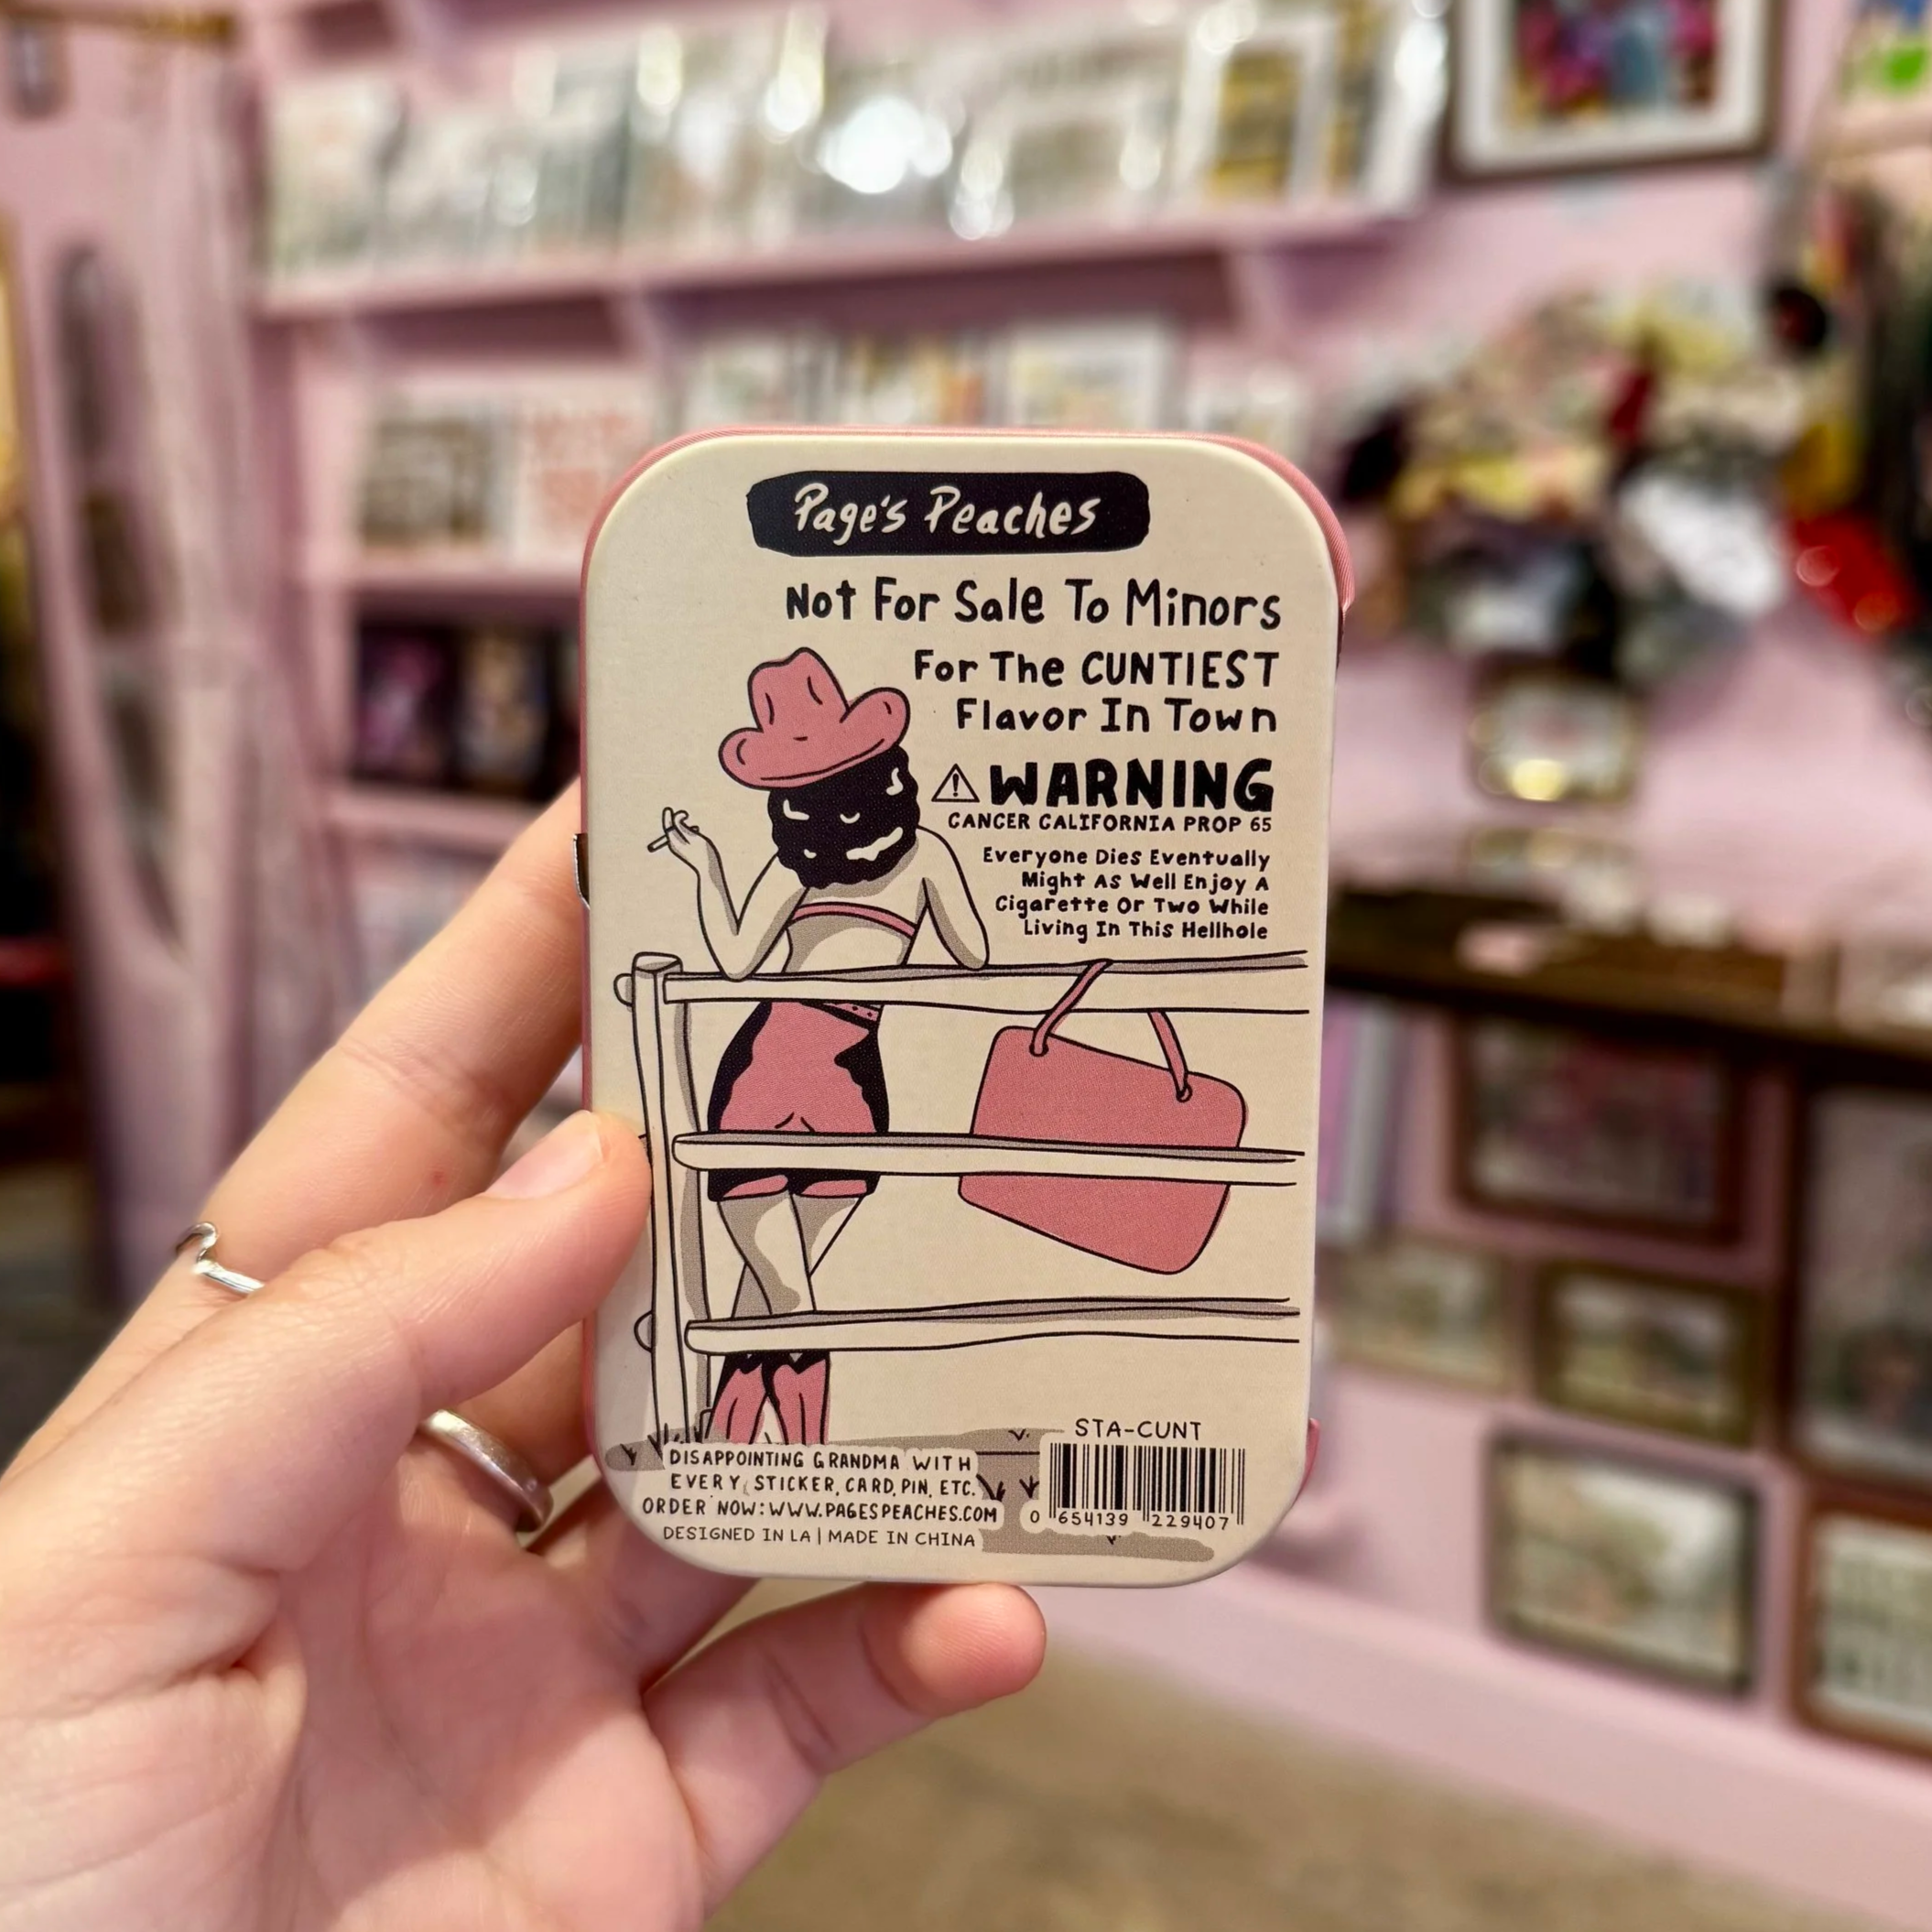 Page's Peaches
Not For Sale To Minors
For The CUNTIEST
Flavor In Town
WARNING
CANCER CALIFORNIA PROP 65
Everyone Dies Eventually
Might As Well Enjoy A
Cigarette Or Two While
Living In This Hellhole
STA-CUNT
DISAPPOINTING GRANDMA WITH
EVERY STICKER, CARD, PIN, ETC.
ORDER NOW: WWW.PAGESPEACHES.COM
DESIGNED IN LA | MADE IN CHINA
0 654139 229407